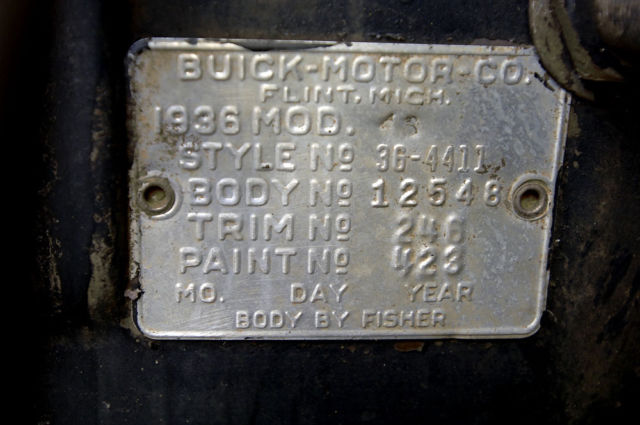 BUICK-MOTOR-CO.
FLINT. MICH.
1936 MOD.
STYLE Nº 36-4411
BODY Nº 12548
TRIM Nº 246
PAINT Nº 423
MO. DAY YEAR
BODY BY FISHER